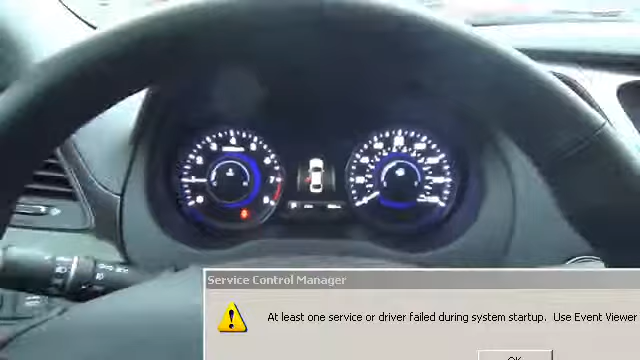 Service Control Manager
At least one service or driver failed during system startup. Use Event Viewer
OK